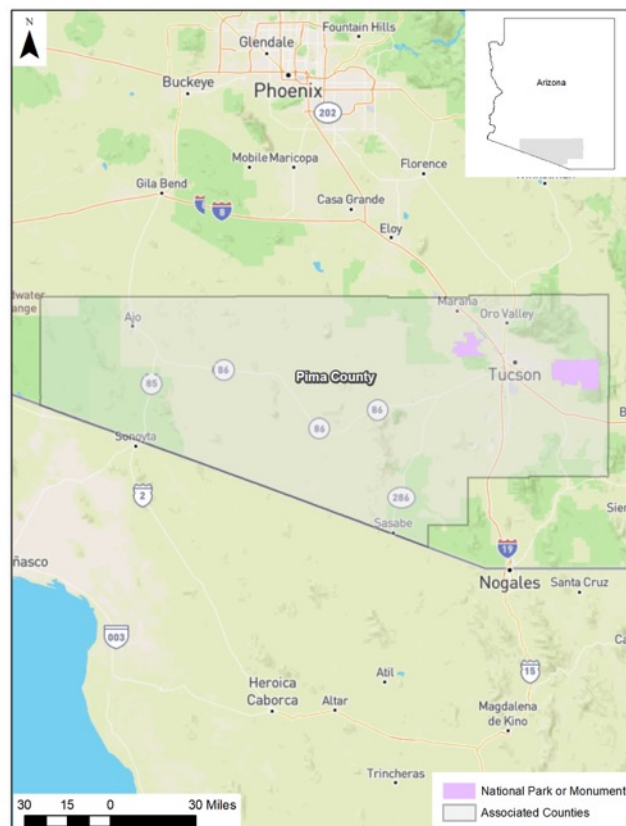 N
Fountain Hills
Glendale
Buckeye
Phoenix
202
Arizona
Mobile
Maricopa
Florence
Gila Bend
8
Casa Grande
Eloy
Marana
Oro Valley
Ajo
Tucson
Pima County
86
85
86
86
Sonoyta
286
2
Sasabe
19
Nogales
Santa Cruz
003
15
Atil
Heroica
Caborca
Altar
Magdalena
de Kino
Trincheras
30 15 0 30 Miles
National Park or Monument
Associated Counties